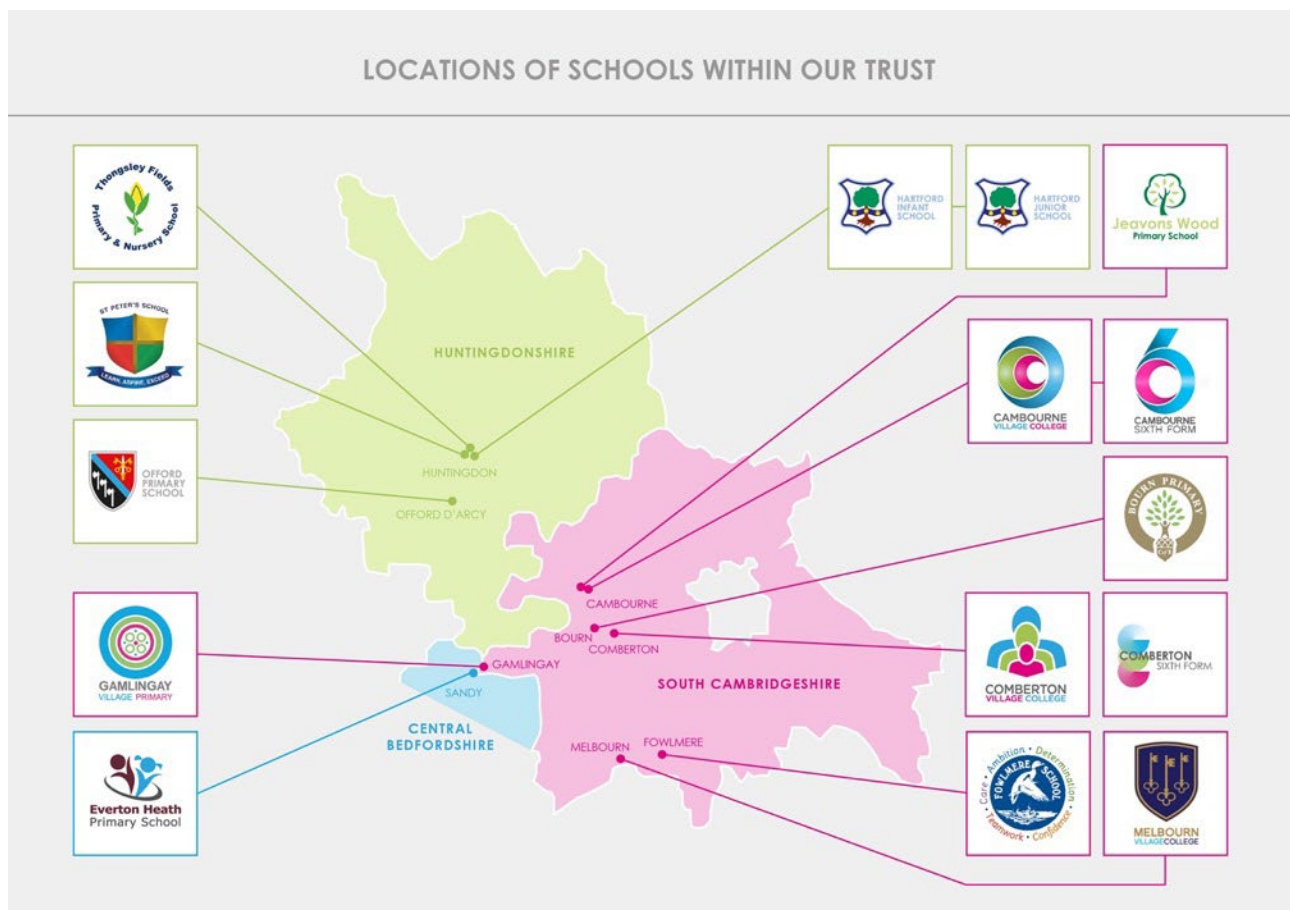 LOCATIONS OF SCHOOLS WITHIN OUR TRUST
Thongsley Fields
Primary & Nursery School
ST PETER'S SCHOOL
LEARN, ASPIRE, EXCEED
OFFORD
PRIMARY
SCHOOL
GAMLINGAY
VILLAGE PRIMARY
Everton Heath
Primary School
HUNTINGDONSHIRE
HUNTINGDON
OFFORD D'ARCY
CAMBOURNE
BOURN
COMBERTON
GAMLINGAY
SANDY
SOUTH CAMBRIDGESHIRE
CENTRAL
BEDFORDSHIRE
MELBOURN
FOWLMERE
HARTFORD
INFANT
SCHOOL
HARTFORD
JUNIOR
SCHOOL
Jeavons Wood
Primary School
CAMBOURNE
VILLAGE COLLEGE
6
CAMBOURNE
SIXTH FORM
BOURN PRIMARY
CofE
COMBERTON
VILLAGE COLLEGE
COMBERTON
SIXTH FORM
Care • Ambition • Determination
FOWLMERE SCHOOL
Teamwork • Confidence
MELBOURN
VILLAGECOLLEGE